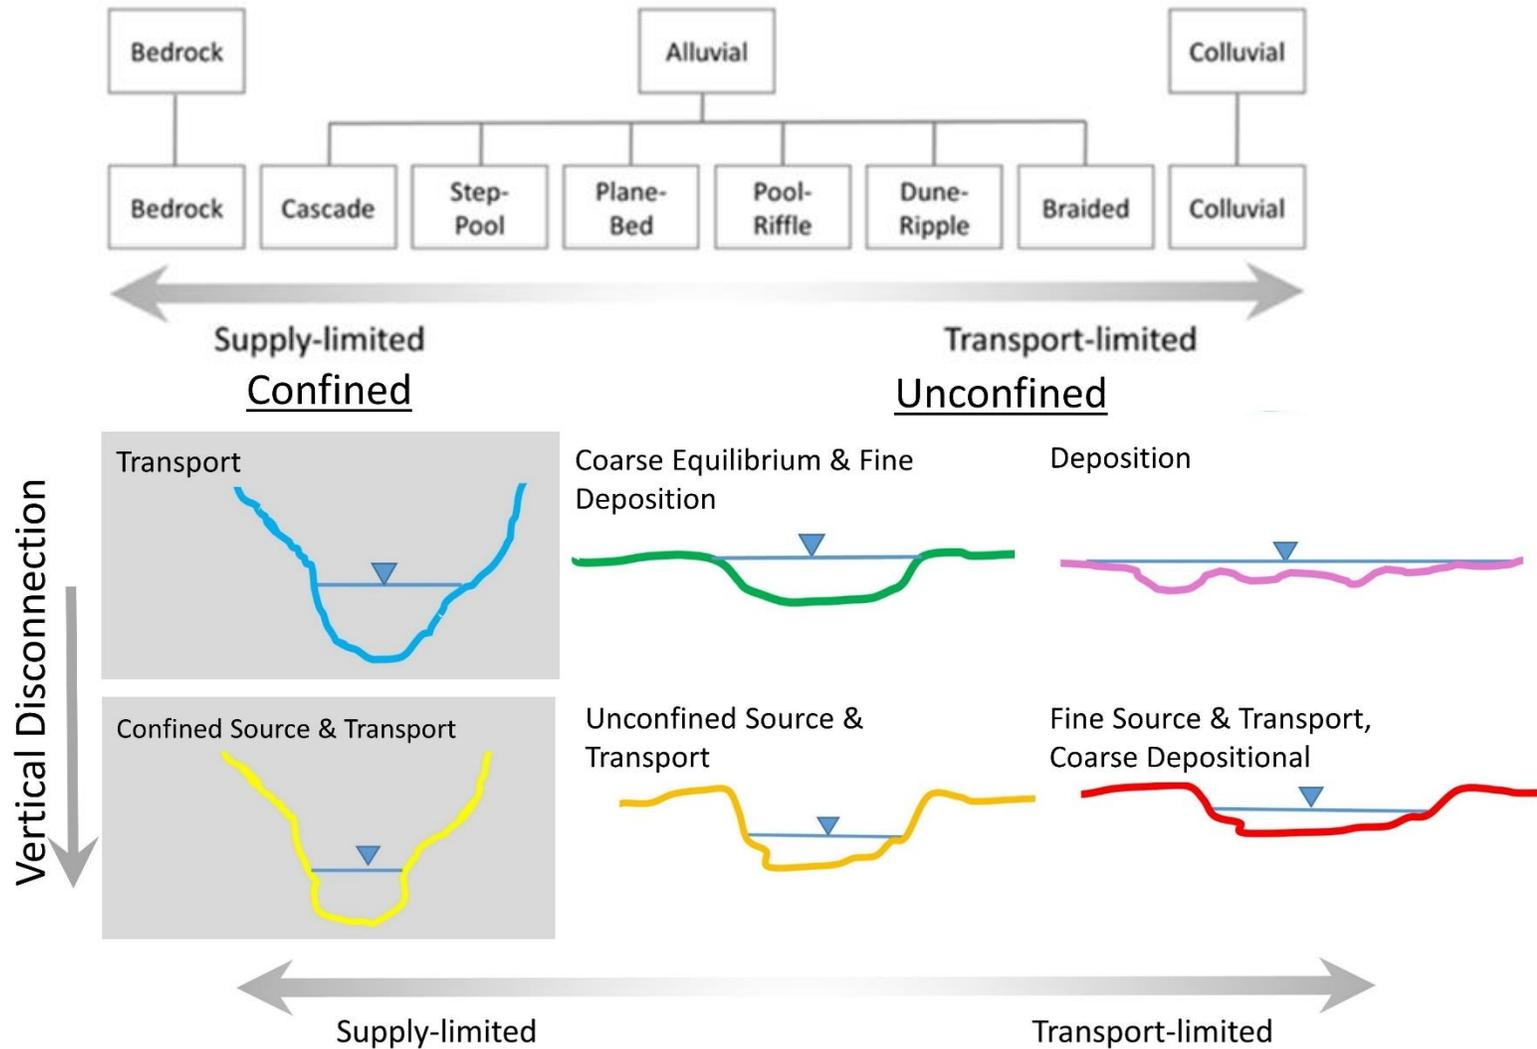 Bedrock
Alluvial
Colluvial
Bedrock
Cascade
Step-
Pool
Plane-
Bed
Pool-
Riffle
Dune-
Ripple
Braided
Colluvial
Supply-limited
Transport-limited
Confined
Unconfined
Vertical Disconnection
Transport
Coarse Equilibrium & Fine
Deposition
Deposition
Confined Source & Transport
Unconfined Source &
Transport
Fine Source & Transport,
Coarse Depositional
Supply-limited
Transport-limited